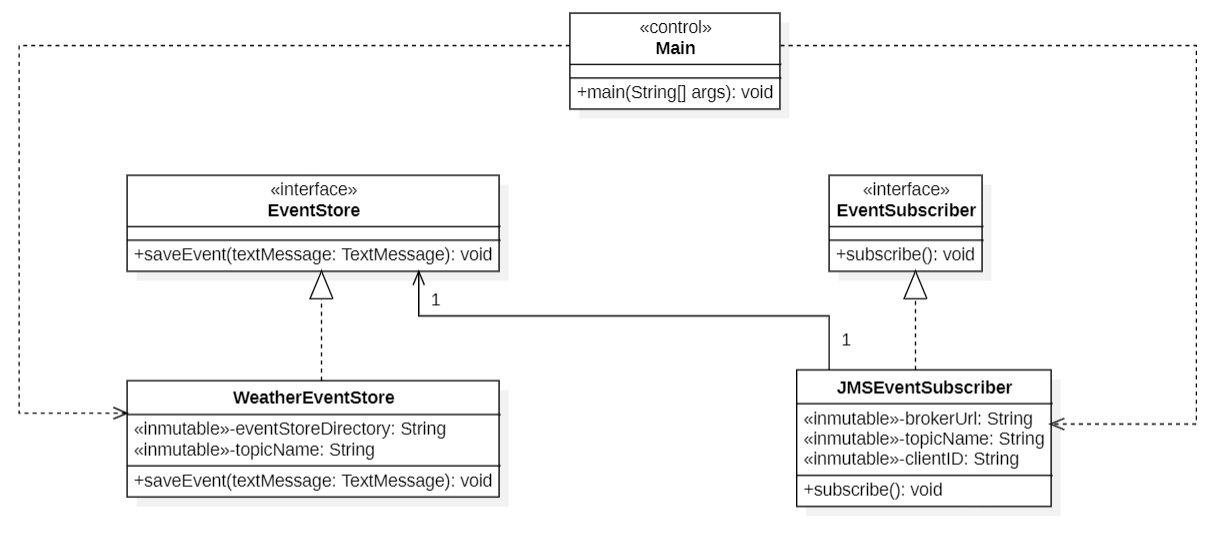 «control»
Main
+main(String[] args): void
«interface»
EventStore
+saveEvent(textMessage: TextMessage): void
«interface»
EventSubscriber
+subscribe(): void
1
1
WeatherEventStore
«inmutable»-eventStoreDirectory: String
«inmutable»-topicName: String
+saveEvent(textMessage: TextMessage): void
JMSEventSubscriber
«inmutable»-brokerUrl: String
«inmutable»-topicName: String
«inmutable»-clientID: String
+subscribe(): void